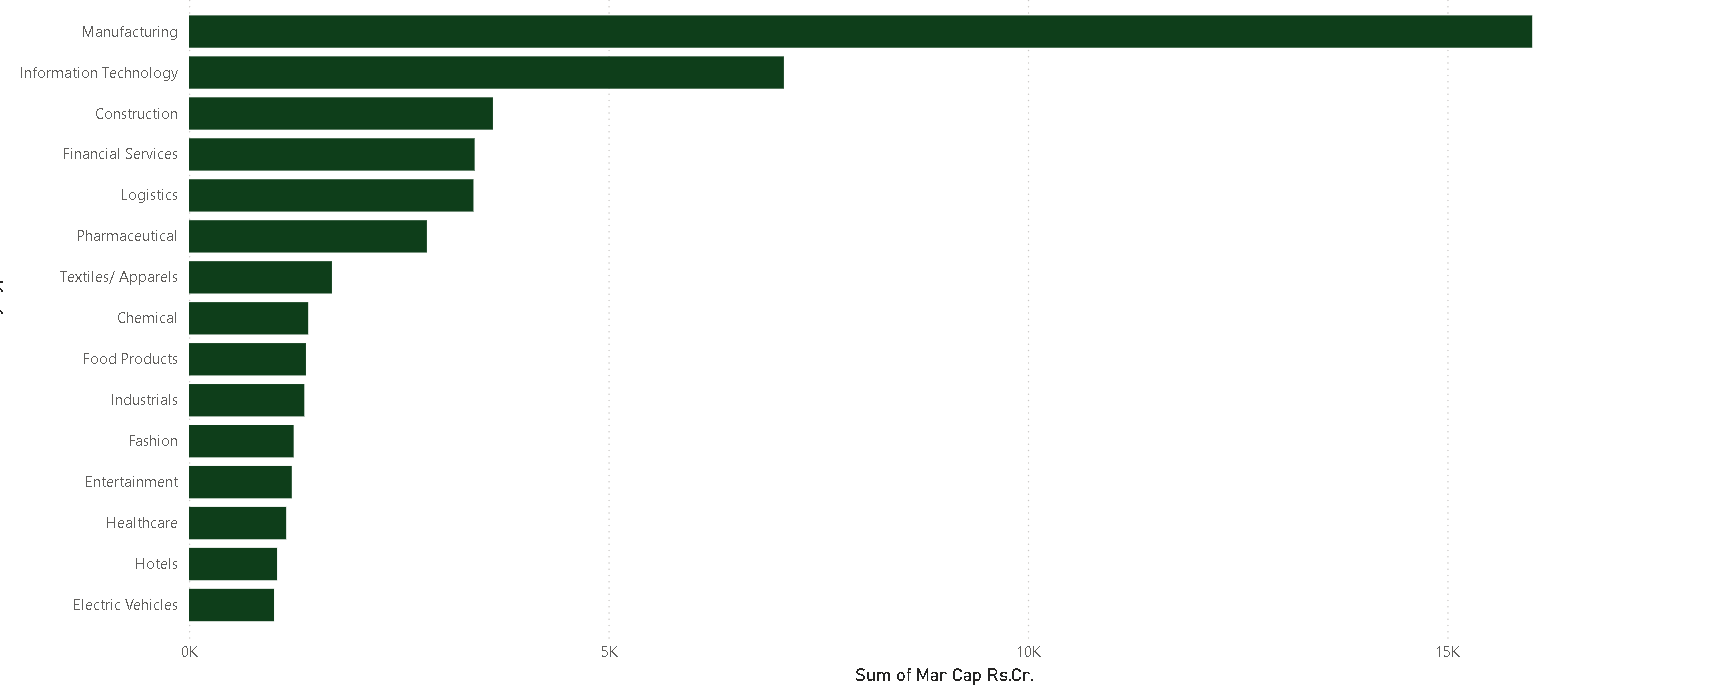 Manufacturing
Information Technology
Construction
Financial Services
Logistics
Pharmaceutical
Textiles/ Apparels
Chemical
Food Products
Industrials
Fashion
Entertainment
Healthcare
Hotels
Electric Vehicles
0K 5K 10K 15K
Sum of Mar Cap Rs.Cr.